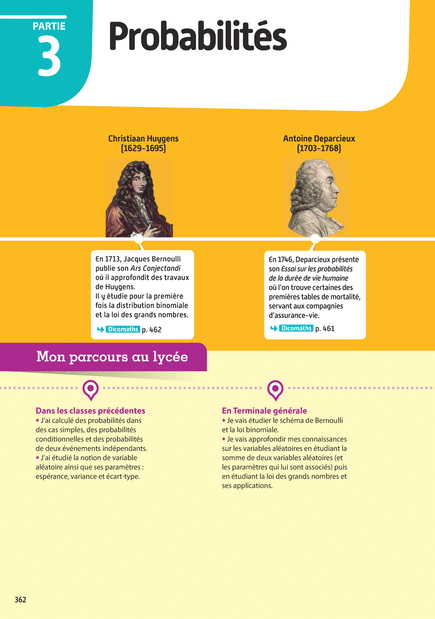 PARTIE
3
Probabilités
Christiaan Huygens
(1629-1695)
Antoine Deparcieux
(1703-1768)
En 1713, Jacques Bernoulli
publie son Ars Conjectandi
où il approfondit des travaux
de Huygens.
Il y étudie pour la première
fois la distribution binomiale
et la loi des grands nombres.
Dicomaths p. 462
En 1746, Deparcieux présente
son Essai sur les probabilités
de la durée de vie humaine
où l'on trouve certaines des
premières tables de mortalité,
servant aux compagnies
d'assurance-vie.
Dicomaths p. 461
Mon parcours au lycée
Dans les classes précédentes
• J'ai calculé des probabilités dans
des cas simples, des probabilités
conditionnelles et des probabilités
de deux événements indépendants.
• J'ai étudié la notion de variable
aléatoire ainsi que ses paramètres :
espérance, variance et écart-type.
En Terminale générale
• Je vais étudier le schéma de Bernoulli
et la loi binomiale.
• Je vais approfondir mes connaissances
sur les variables aléatoires en étudiant la
somme de deux variables aléatoires (et
les paramètres qui lui sont associés) puis
en étudiant la loi des grands nombres et
ses applications.
362